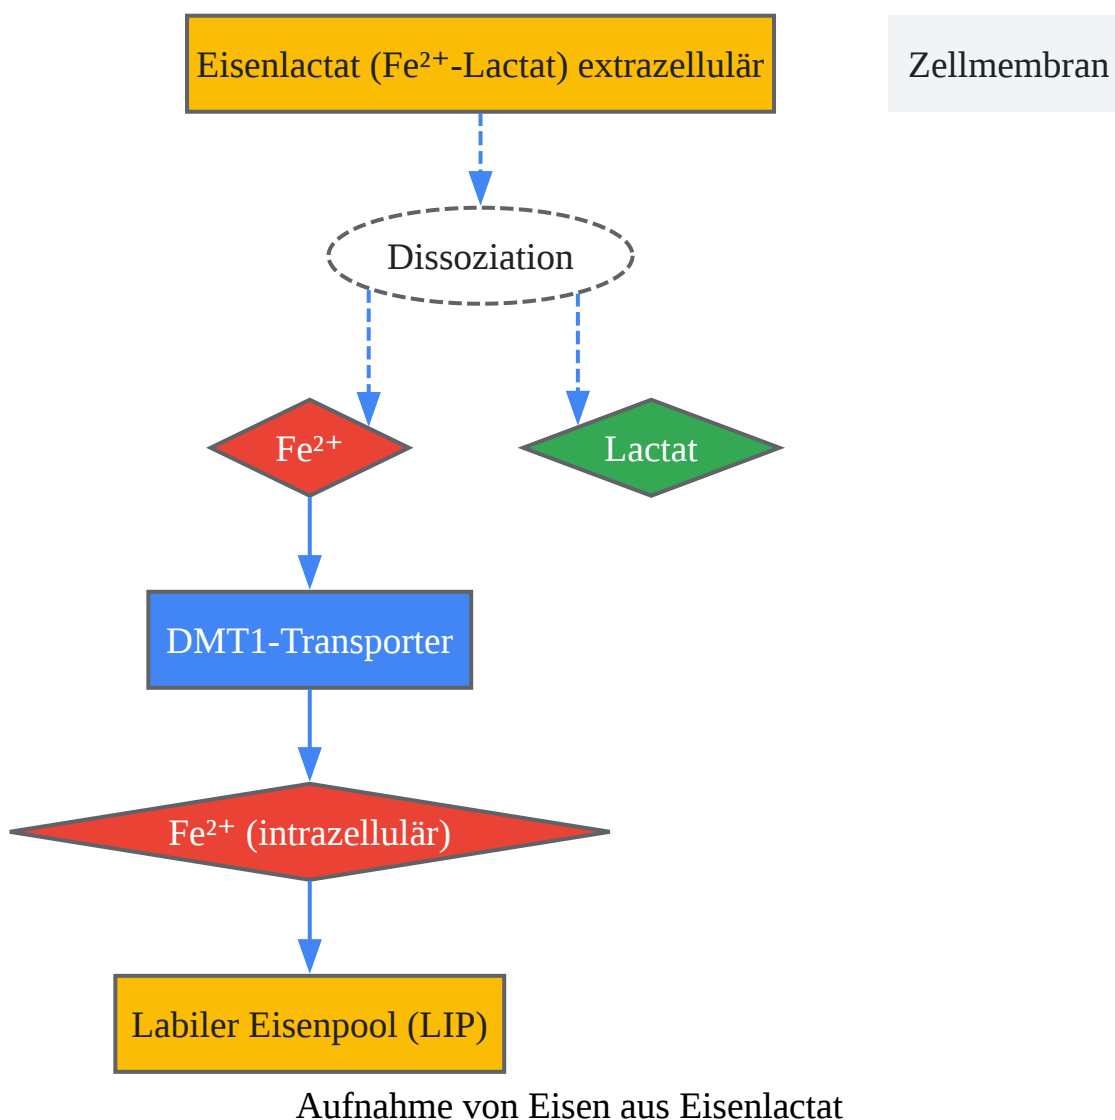 Eisenlactat (Fe²⁺-Lactat) extrazellulär
Zellmembran
Dissoziation
Fe²⁺
Lactat
DMT1-Transporter
Fe²⁺ (intrazellulär)
Labiler Eisenpool (LIP)
Aufnahme von Eisen aus Eisenlactat